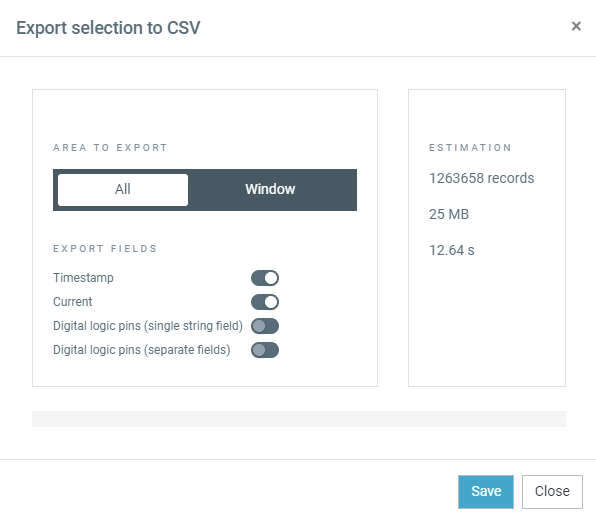 Export selection to CSV
×
AREA TO EXPORT
All Window
EXPORT FIELDS
Timestamp
Current
Digital logic pins (single string field)
Digital logic pins (separate fields)
ESTIMATION
1263658 records
25 MB
12.64 s
Save Close